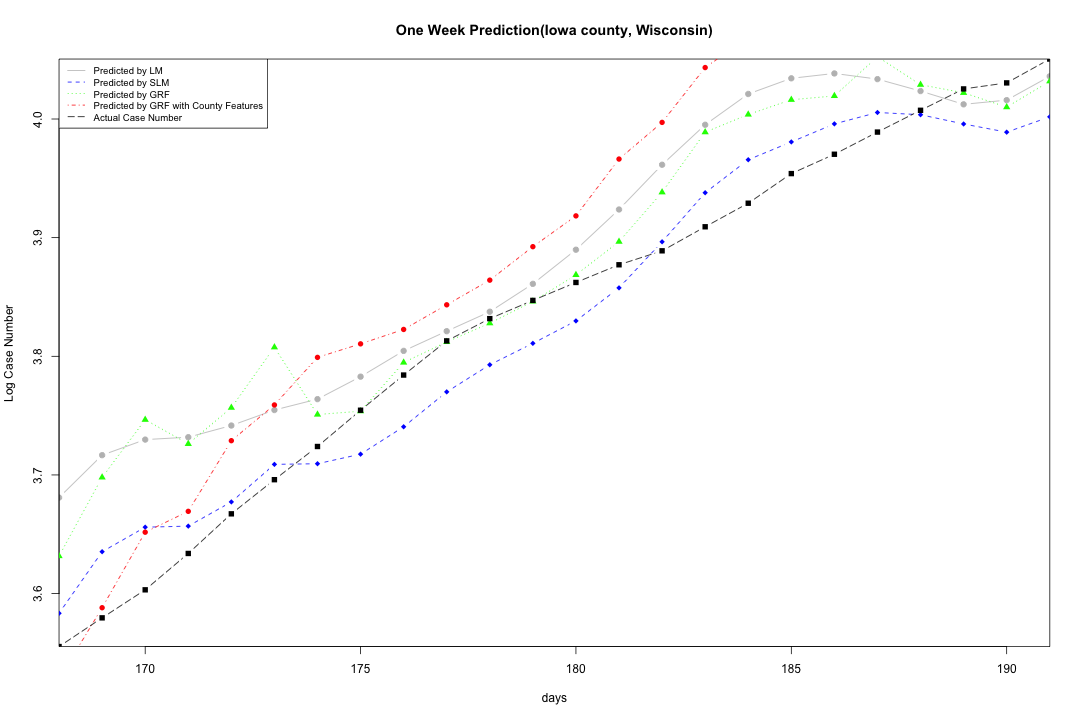 One Week Prediction(Iowa county, Wisconsin)
Predicted by LM
Predicted by SLM
Predicted by GRF
Predicted by GRF with County Features
Actual Case Number
Log Case Number
4.0
3.9
3.8
3.7
3.6
170 175 180 185 190
days